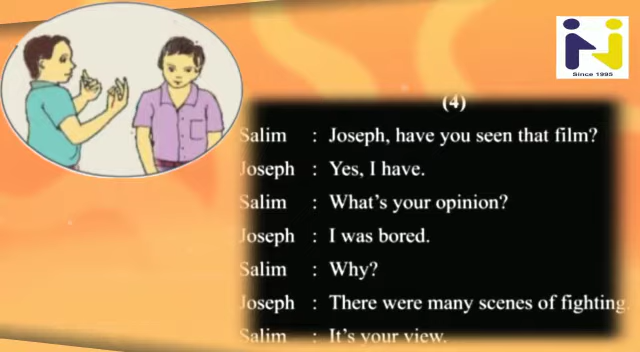 Since 1995
(4)
Salim : Joseph, have you seen that film?
Joseph : Yes, I have.
Salim : What's your opinion?
Joseph : I was bored.
Salim : Why?
Joseph : There were many scenes of fighting.
Salim : It's your view.